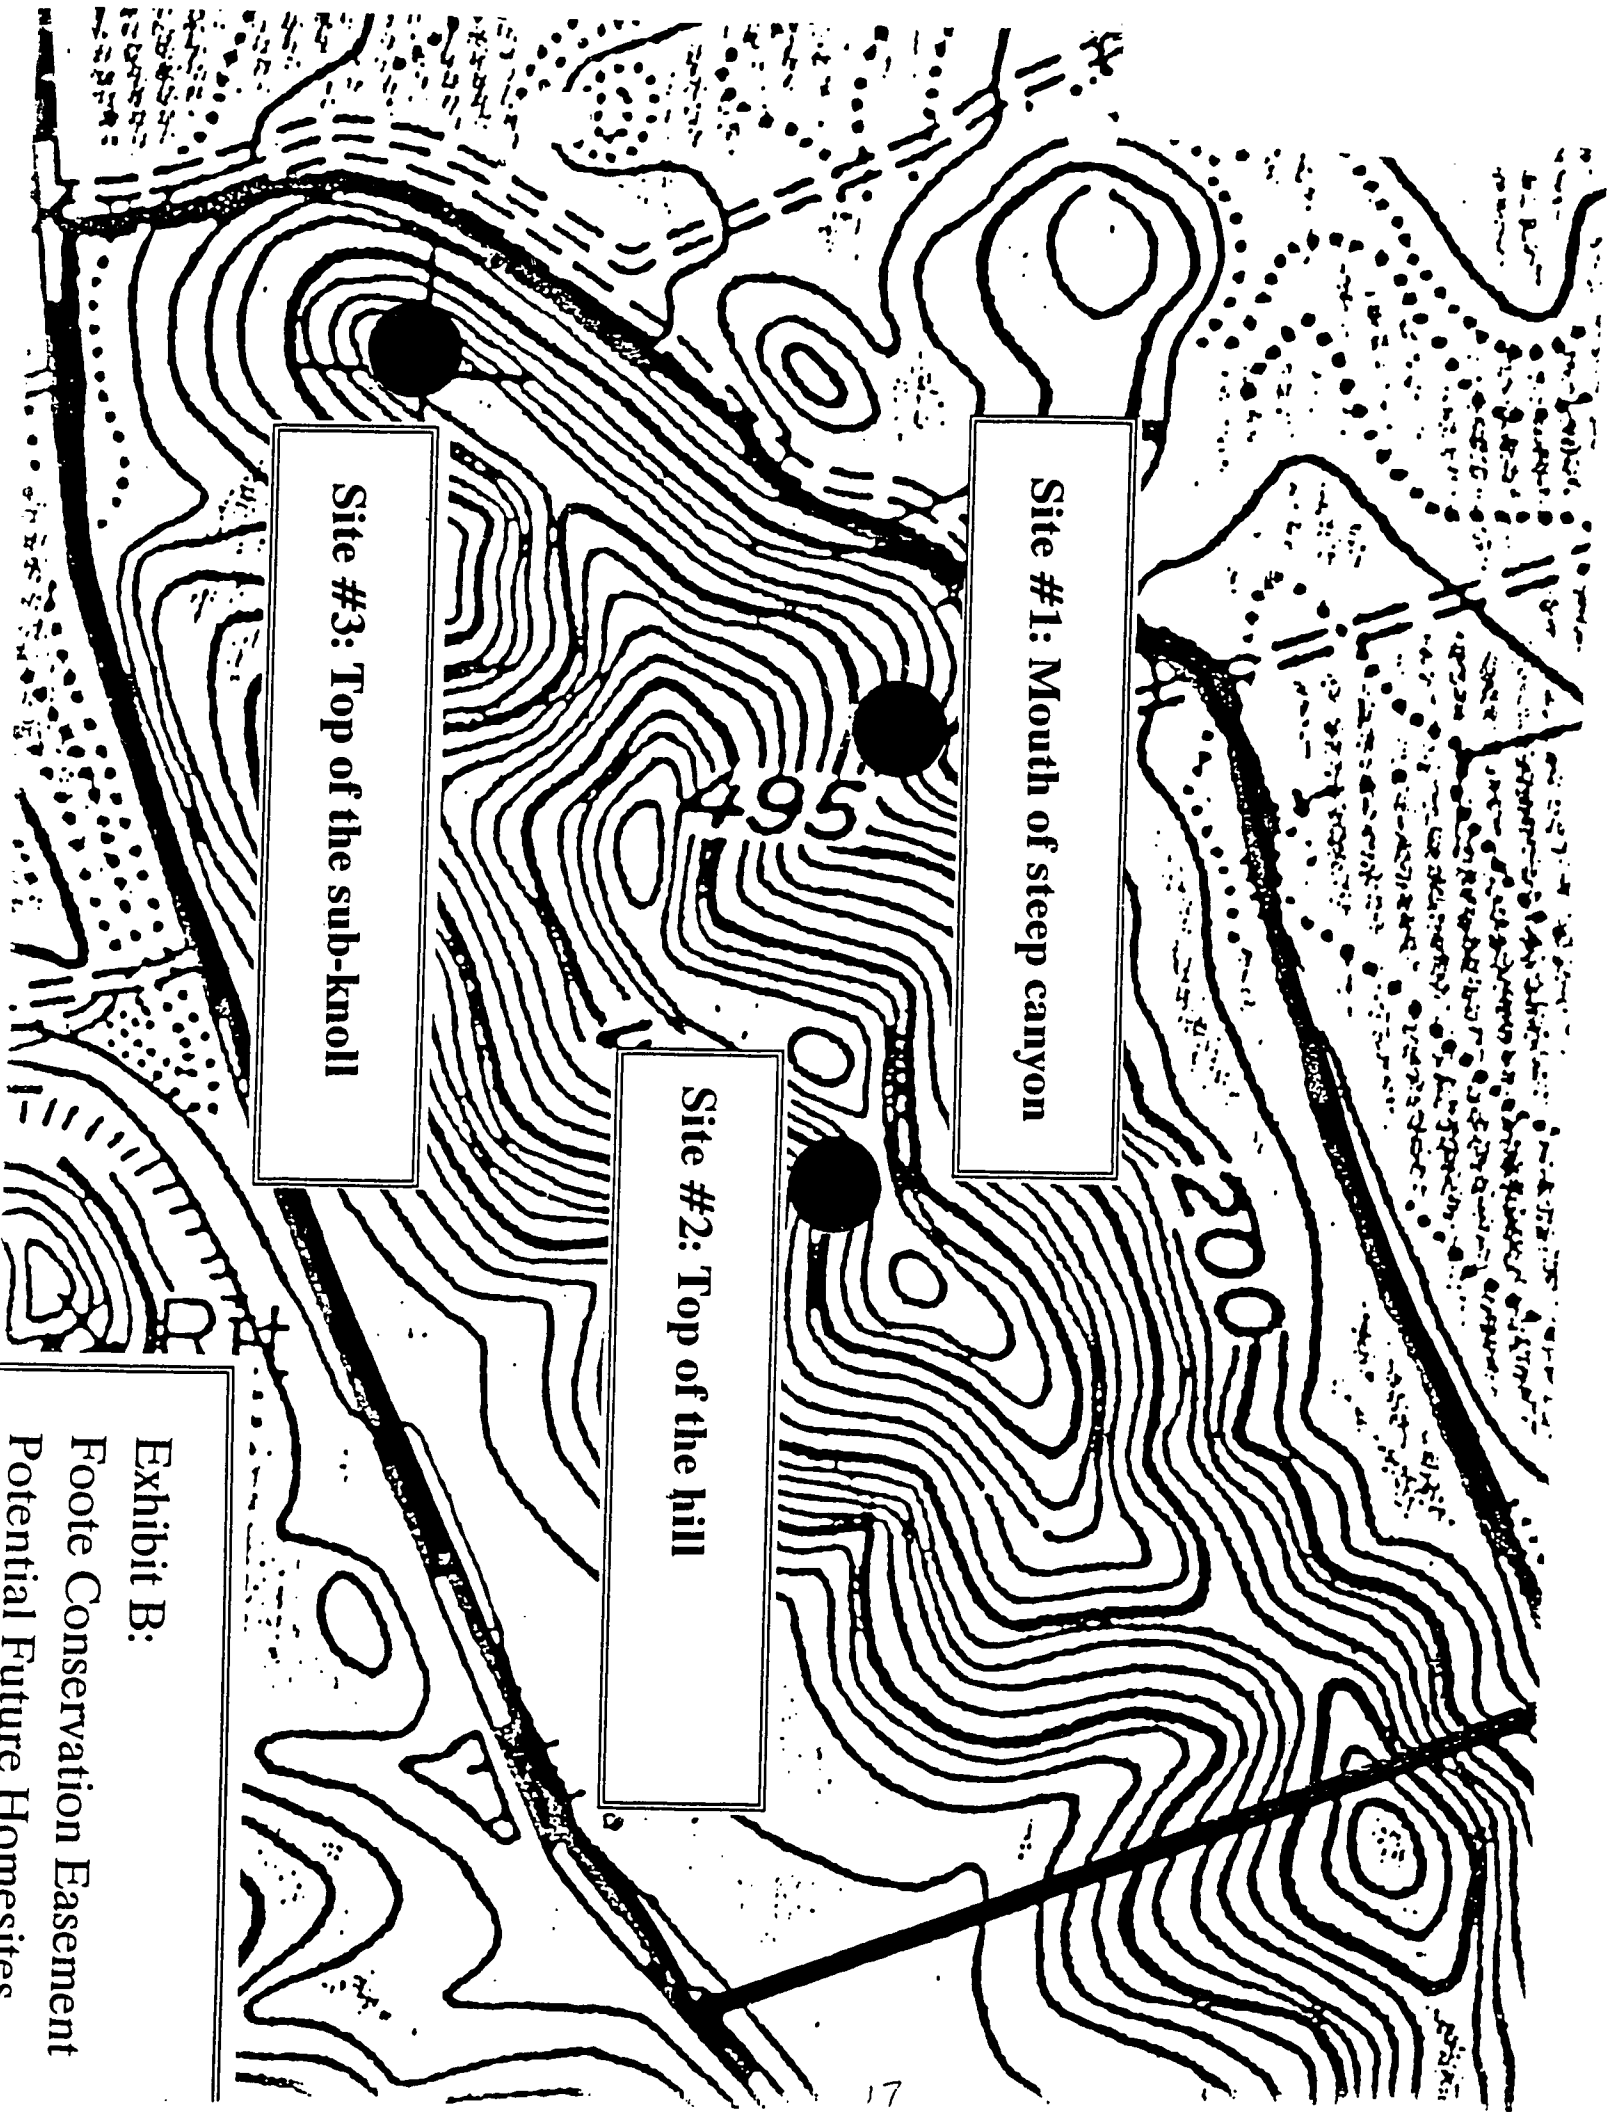 Site #1: Mouth of steep canyon
Site #2: Top of the hill
Site #3: Top of the sub-knoll
495
200
Exhibit B:
Foote Conservation Easement
Potential Future Homesites
17